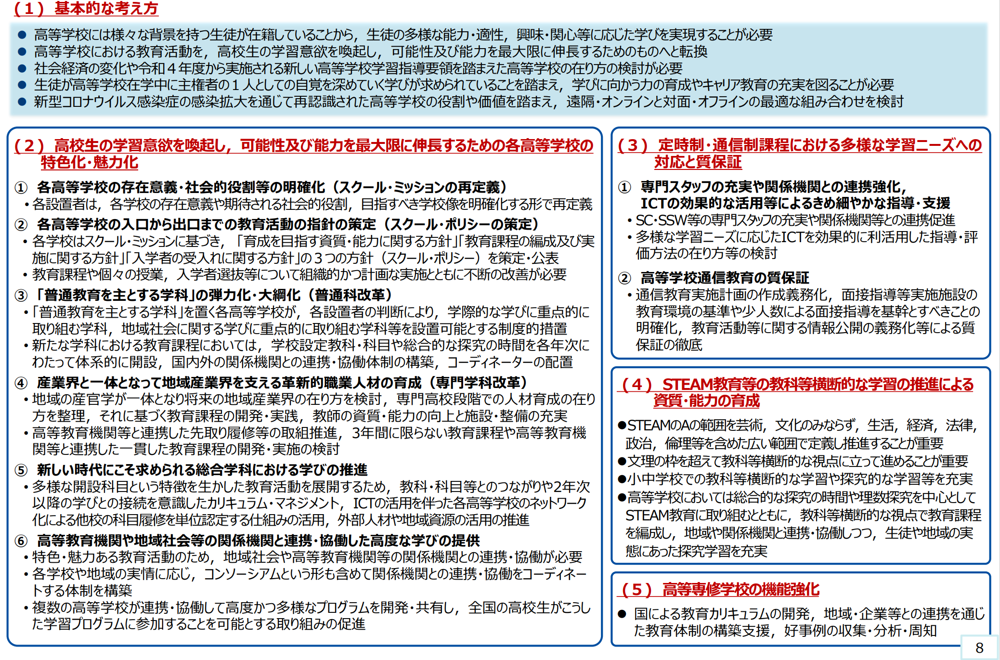 (１) 基本的な考え方
● 高等学校には様々な背景を持つ生徒が在籍していることから，生徒の多様な能力・適性，興味・関心等に応じた学びを実現することが必要
● 高等学校における教育活動を，高校生の学習意欲を喚起し，可能性及び能力を最大限に伸長するためのものへと転換
● 社会経済の変化や令和４年度から実施される新しい高等学校学習指導要領を踏まえた高等学校の在り方の検討が必要
● 生徒が高等学校在学中に主権者の１人としての自覚を深めていく学びが求められていることを踏まえ，学びに向かう力の育成やキャリア教育の充実を図ることが必要
● 新型コロナウイルス感染症の感染拡大を通じて再認識された高等学校の役割や価値を踏まえ，遠隔・オンラインと対面・オフラインの最適な組み合わせを検討
(２) 高校生の学習意欲を喚起し，可能性及び能力を最大限に伸長するための各高等学校の
特色化・魅力化
① 各高等学校の存在意義・社会的役割等の明確化（スクール・ミッションの再定義）
・各設置者は，各学校の存在意義や期待される社会的役割，目指すべき学校像を明確化する形で再定義
② 各高等学校の入口から出口までの教育活動の指針の策定（スクール・ポリシーの策定）
・各学校はスクール・ミッションに基づき，「育成を目指す資質・能力に関する方針」「教育課程の編成及び実
施に関する方針」「入学者の受入れに関する方針」の３つの方針（スクール・ポリシー）を策定・公表
・教育課程や個々の授業，入学者選抜等について組織的かつ計画な実施とともに不断の改善が必要
③ 「普通教育を主とする学科」の弾力化・大綱化（普通科改革）
・「普通教育を主とする学科」を置く各高等学校が，各設置者の判断により，学際的な学びに重点的に
取り組む学科，地域社会に関する学びに重点的に取り組む学科等を設置可能とする制度的措置
・新たな学科における教育課程においては，学校設定教科・科目や総合的な探究の時間を各年次に
わたって体系的に開設，国内外の関係機関との連携・協働体制の構築，コーディネーターの配置
④ 産業界と一体となって地域産業界を支える革新的職業人材の育成（専門学科改革）
・地域の産官学が一体となり将来の地域産業界の在り方を検討，専門高校段階での人材育成の在り
方を整理，それに基づく教育課程の開発・実践，教師の資質・能力の向上と施設・整備の充実
・高等教育機関等と連携した先取り履修等の取組推進，3年間に限らない教育課程や高等教育機
関等と連携した一貫した教育課程の開発・実施の検討
⑤ 新しい時代にこそ求められる総合学科における学びの推進
・多様な開設科目という特徴を生かした教育活動を展開するため，教科・科目等とのつながりや2年次
以降の学びとの接続を意識したカリキュラム・マネジメント，ICTの活用を伴った各高等学校のネットワーク
化による他校の科目履修を単位認定する仕組みの活用，外部人材や地域資源の活用の推進
⑥ 高等教育機関や地域社会等の関係機関と連携・協働した高度な学びの提供
・特色・魅力ある教育活動のため，地域社会や高等教育機関等の関係機関との連携・協働が必要
・各学校や地域の実情に応じ，コンソーシアムという形も含めて関係機関との連携・協働をコーディネー
トする体制を構築
・複数の高等学校が連携・協働して高度かつ多様なプログラムを開発・共有し，全国の高校生がこうし
た学習プログラムに参加することを可能とする取り組みの促進
(３) 定時制・通信制課程における多様な学習ニーズへの
対応と質保証
① 専門スタッフの充実や関係機関との連携強化，
ICTの効果的な活用等によるきめ細やかな指導・支援
・SC・SSW等の専門スタッフの充実や関係機関等との連携促進
・多様な学習ニーズに応じたICTを効果的に利活用した指導・評
価方法の在り方等の検討
② 高等学校通信教育の質保証
・通信教育実施計画の作成義務化，面接指導等実施施設の
教育環境の基準や少人数による面接指導を基幹とすべきことの
明確化，教育活動等に関する情報公開の義務化等による質
保証の徹底
(４) STEAM教育等の教科等横断的な学習の推進による
資質・能力の育成
●STEAMのAの範囲を芸術，文化のみならず，生活，経済，法律，
政治，倫理等を含めた広い範囲で定義し推進することが重要
●文理の枠を超えて教科等横断的な視点に立って進めることが重要
●小中学校での教科等横断的な学習や探究的な学習等を充実
●高等学校においては総合的な探究の時間や理数探究を中心として
STEAM教育に取り組むとともに，教科等横断的な視点で教育課程
を編成し，地域や関係機関と連携・協働しつつ，生徒や地域の実
態にあった探究学習を充実
(５) 高等専修学校の機能強化
● 国による教育カリキュラムの開発，地域・企業等との連携を通じ
た教育体制の構築支援，好事例の収集・分析・周知
8